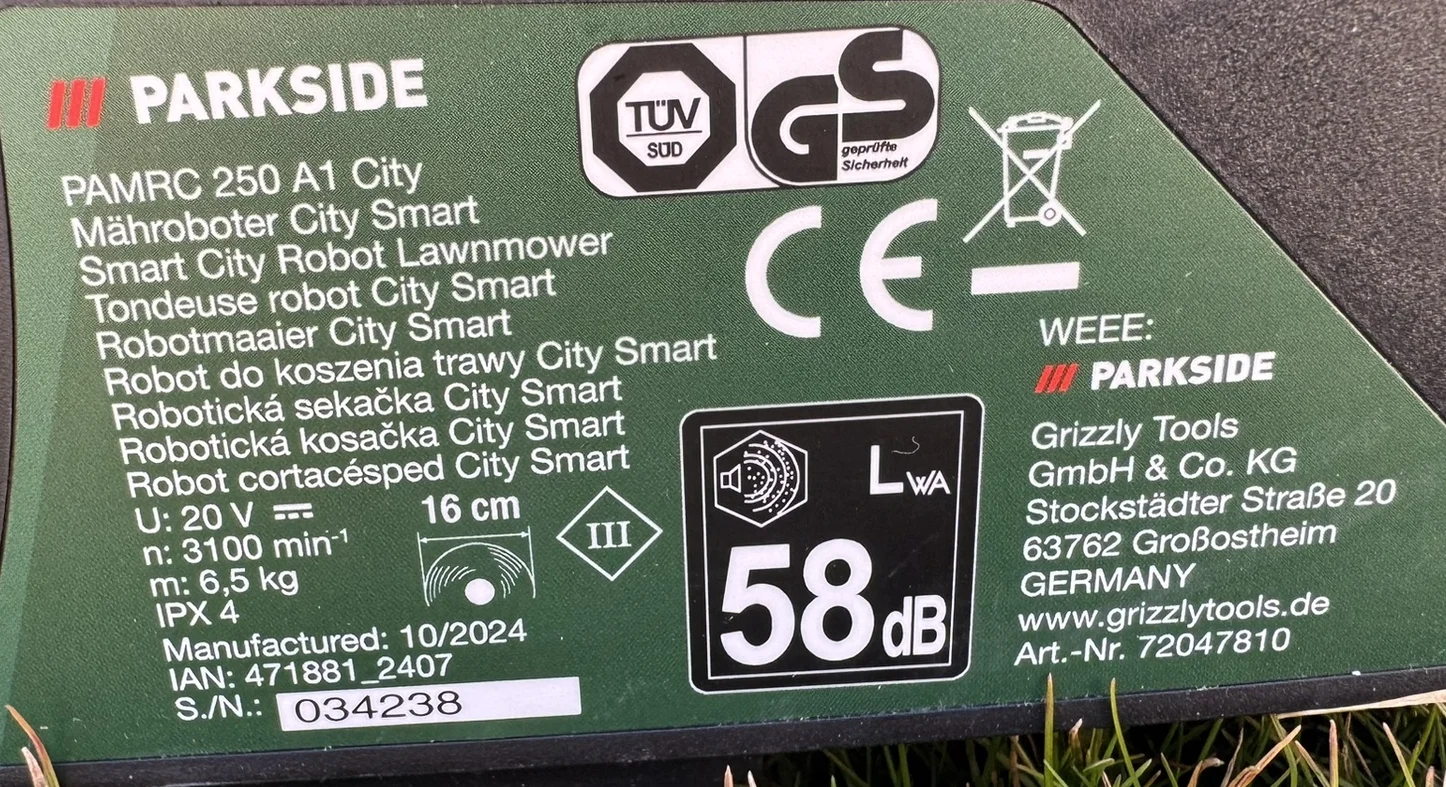 PARKSIDE
PAMRC 250 A1 City
Mähroboter City Smart
Smart City Robot Lawnmower
Tondeuse robot City Smart
Robotmaaier City Smart
Robot do koszenia trawy City Smart
Robotická sekačka City Smart
Robotická kosačka City Smart
Robot cortacésped City Smart
U: 20 V
n: 3100 min⁻¹
m: 6,5 kg
IPX 4
Manufactured: 10/2024
IAN: 471881_2407
S./N.: 034238
16 cm
III
TÜV
SÜD
GS
geprüfte
Sicherheit
CE
LWA
58 dB
WEEE:
PARKSIDE
Grizzly Tools
GmbH & Co. KG
Stockstädter Straße 20
63762 Großostheim
GERMANY
www.grizzlytools.de
Art.-Nr. 72047810